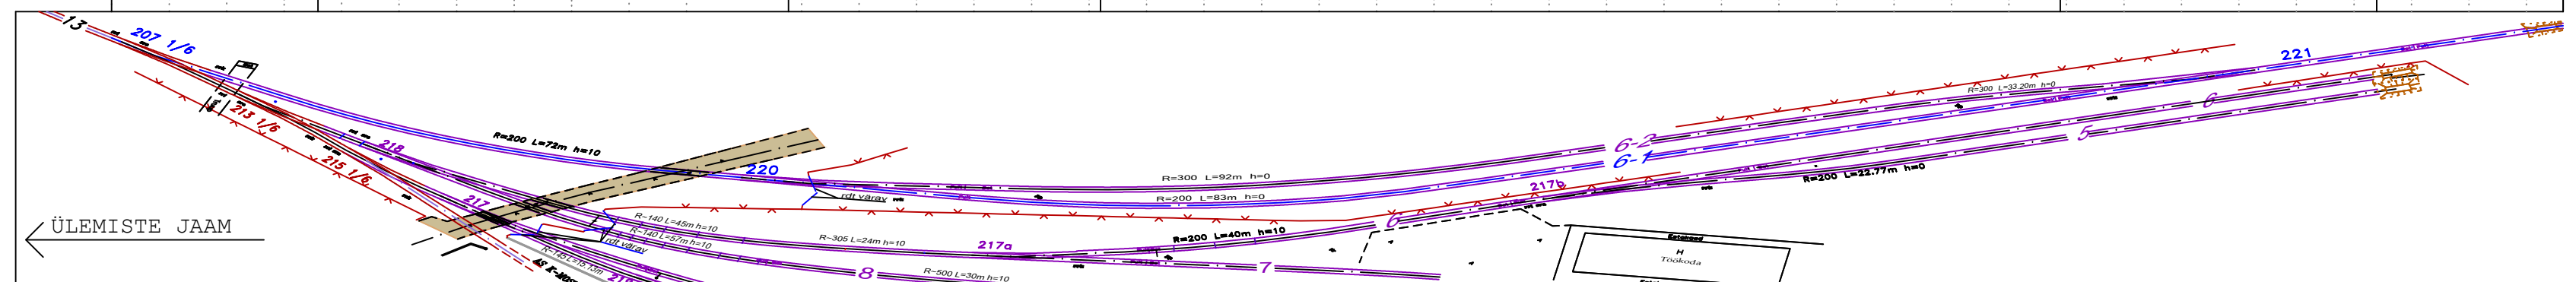 13
207 1/6
213 1/6
215 1/6
218
217
ÜLEMISTE JAAM
R=200 L=72m h=10
220
rdt värav
R~140 L=45m h=10
R~140 L=57m h=10
rdt värav
R~145 L=15.13m
R~305 L=24m h=10
8
R~500 L=30m h=10
217a
R=300 L=92m h=0
R=200 L=83m h=0
R=200 L=40m h=10
7
6
217b
6-2
6-1
R=300 L=33.20m h=0
R=200 L=22.77m h=0
5
6
221
H
Töökoda